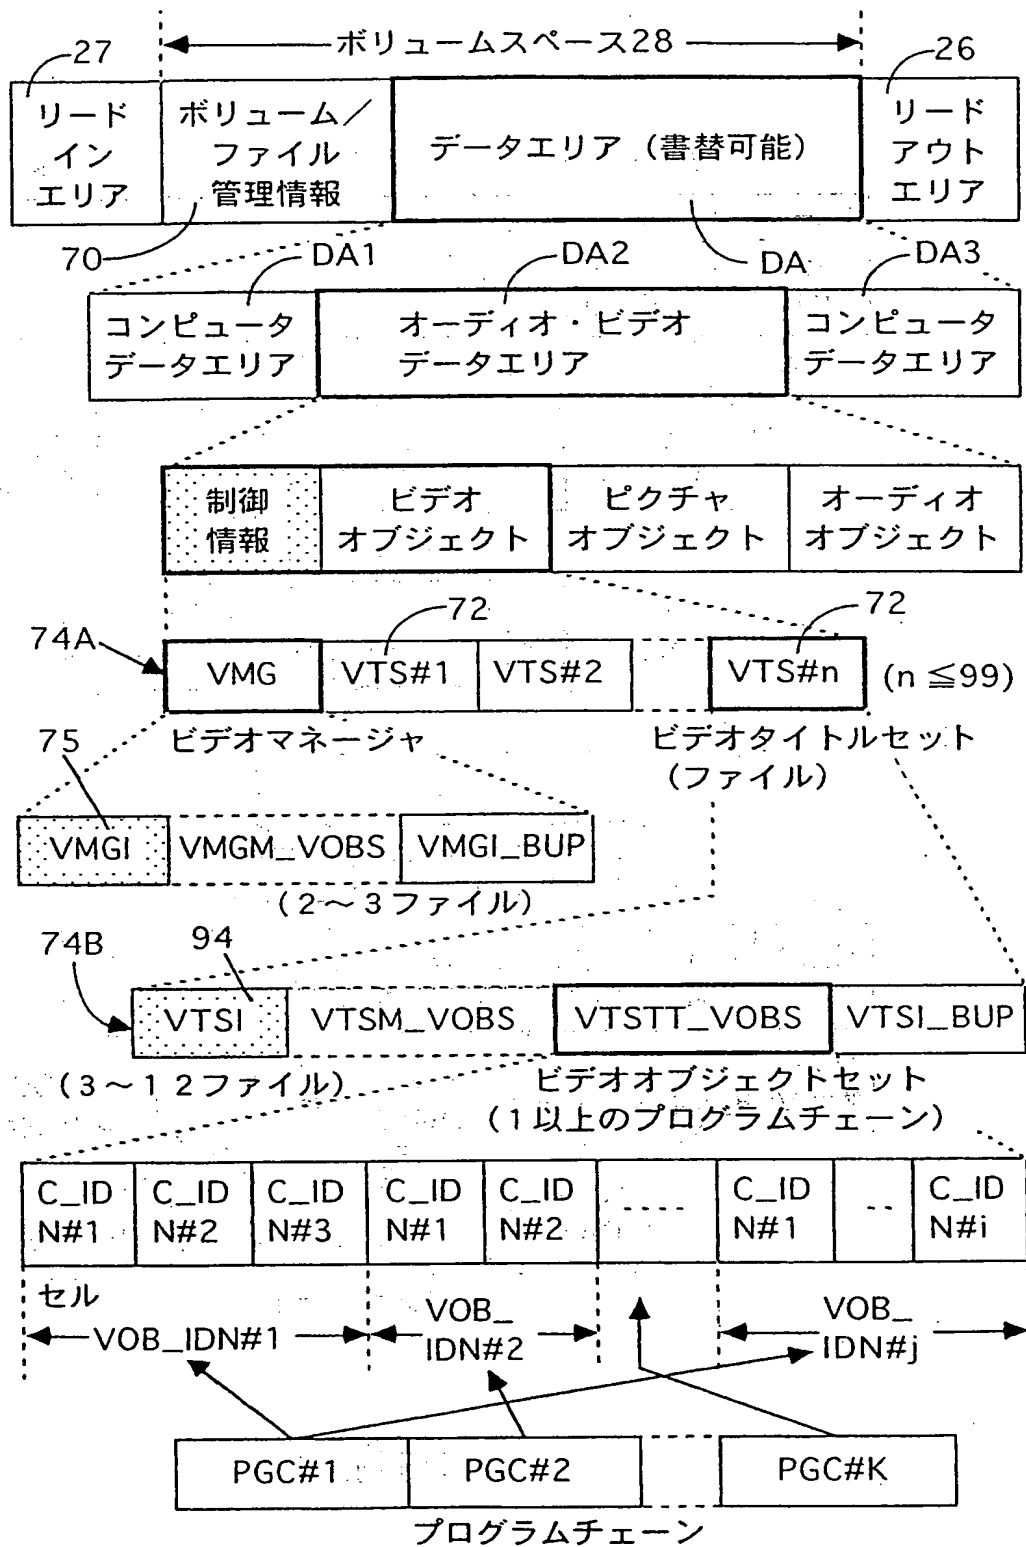 ボリュームスペース28
27
26
リード
イン
エリア
ボリューム／
ファイル
管理情報
データエリア（書替可能）
リード
アウト
エリア
70
DA1
DA2
DA
DA3
コンピュータ
データエリア
オーディオ・ビデオ
データエリア
コンピュータ
データエリア
制御
情報
ビデオ
オブジェクト
ピクチャ
オブジェクト
オーディオ
オブジェクト
72
72
74A
VMG
VTS#1
VTS#2
VTS#n
(n≦99)
75
ビデオマネージャ
ビデオタイトルセット
（ファイル）
VMGI
VMGM_VOBS
VMGI_BUP
（2～3ファイル）
74B
94
VTSI
VTSM_VOBS
VTSTT_VOBS
VTSI_BUP
（3～12ファイル）
ビデオオブジェクトセット
（1以上のプログラムチェーン）
C_ID
N#1
C_ID
N#2
C_ID
N#3
C_ID
N#1
C_ID
N#2
C_ID
N#1
C_ID
N#i
セル
VOB_IDN#1
VOB_
IDN#2
VOB_
IDN#j
PGC#1
PGC#2
PGC#K
プログラムチェーン